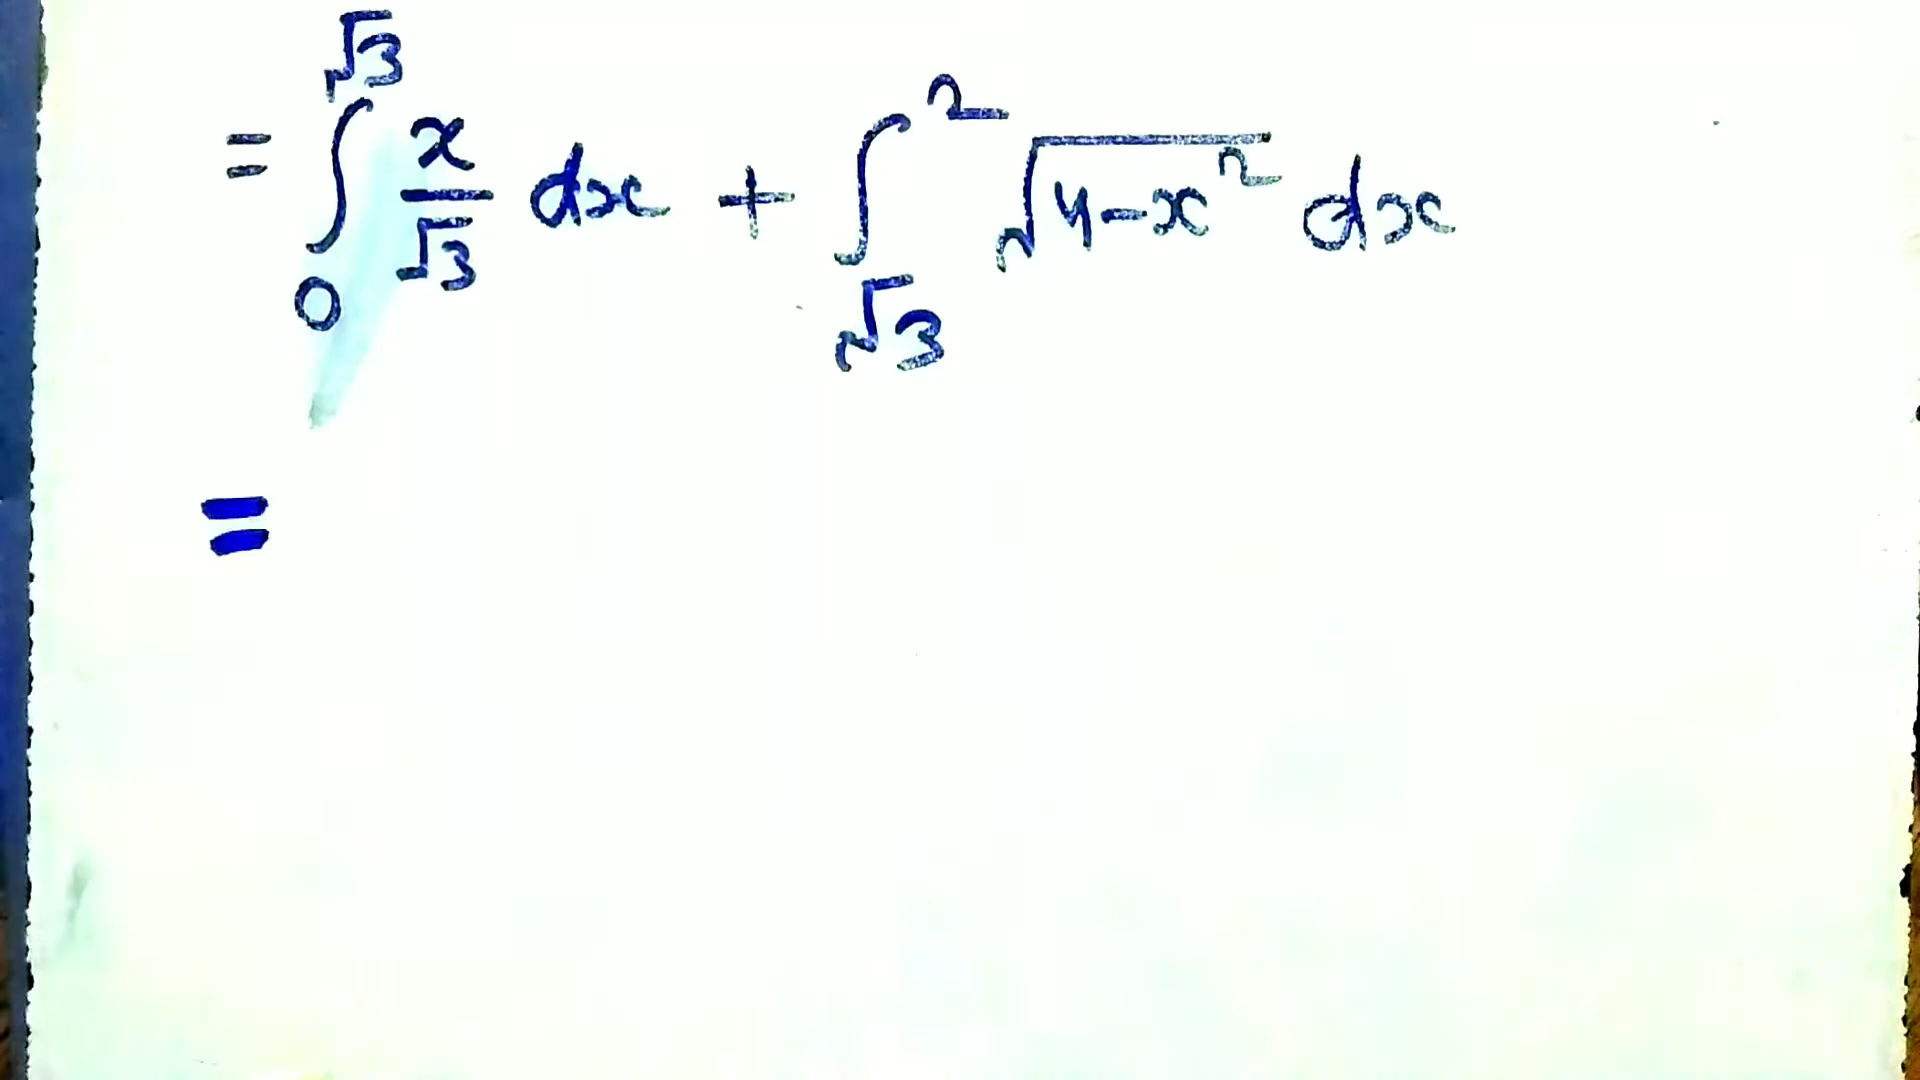 = ∫₀^√3 x/√3 dx + ∫_√3^2 √(4-x²) dx
=